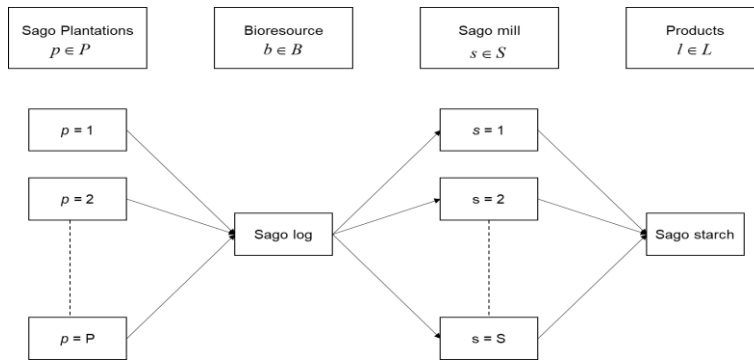 Sago Plantations
p ∈ P
Bioresource
b ∈ B
Sago mill
s ∈ S
Products
l ∈ L
p = 1
s = 1
p = 2
s = 2
Sago log
Sago starch
p = P
s = S